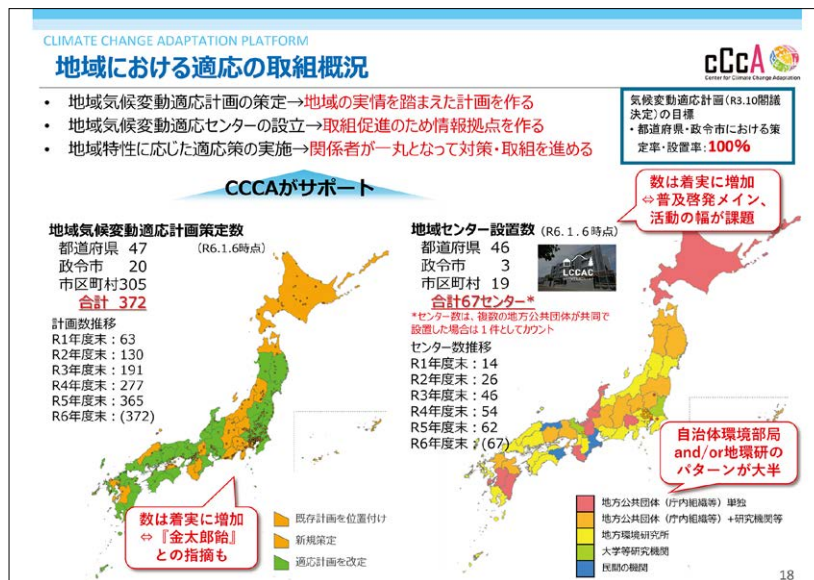 CLIMATE CHANGE ADAPTATION PLATFORM
地域における適応の取組概況
cCcA
Center for Climate Change Adaptation
• 地域気候変動適応計画の策定→地域の実情を踏まえた計画を作る
• 地域気候変動適応センターの設立→取組促進のため情報拠点を作る
• 地域特性に応じた適応策の実施→関係者が一丸となって対策・取組を進める
気候変動適応計画(R3.10閣議
決定)の目標
・都道府県・政令市における策
定率・設置率:100%
CCCAがサポート
数は着実に増加
⇔普及啓発メイン、
活動の幅が課題
地域気候変動適応計画策定数
都道府県 47 (R6.1.6時点)
政令市 20
市区町村305
合計 372
計画数推移
R1年度末:63
R2年度末:130
R3年度末:191
R4年度末:277
R5年度末:365
R6年度末:(372)
数は着実に増加
⇔『金太郎飴』
との指摘も
既存計画を位置付け
新規策定
適応計画を改定
地域センター設置数 (R6.1.6時点)
都道府県 46
政令市 3
市区町村 19
合計67センター*
LCCAC
*センター数は、複数の地方公共団体が共同で
設置した場合は1件としてカウント
センター数推移
R1年度末:14
R2年度末:26
R3年度末:46
R4年度末:54
R5年度末:62
R6年度末:(67)
自治体環境部局
and/or地環研の
パターンが大半
地方公共団体(庁内組織等)単独
地方公共団体(庁内組織等)+研究機関等
地方環境研究所
大学等研究機関
民間の機関
18